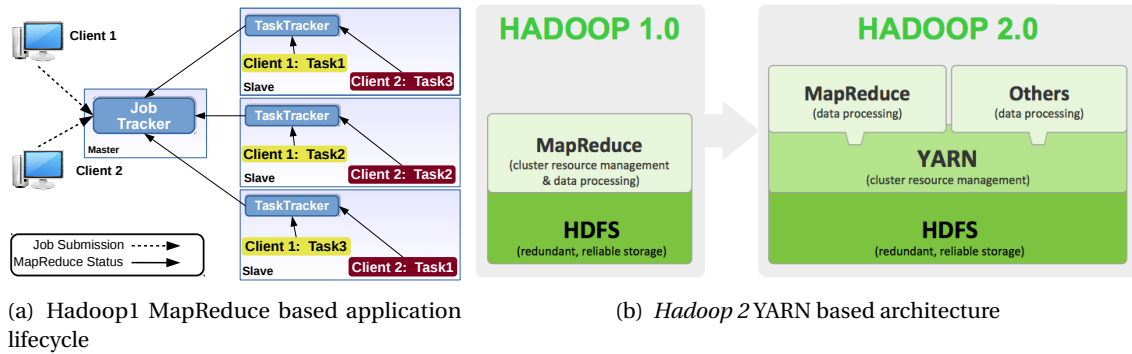 Client 1
Client 2
Job
Tracker
Master
TaskTracker
Client 1: Task1
Client 2: Task3
Slave
TaskTracker
Client 1: Task2
Client 2: Task2
Slave
TaskTracker
Client 1: Task3
Client 2: Task1
Slave
Job Submission
MapReduce Status
(a) Hadoop1 MapReduce based application
lifecycle
HADOOP 1.0
MapReduce
(cluster resource management
& data processing)
HDFS
(redundant, reliable storage)
HADOOP 2.0
MapReduce
(data processing)
Others
(data processing)
YARN
(cluster resource management)
HDFS
(redundant, reliable storage)
(b) Hadoop 2 YARN based architecture